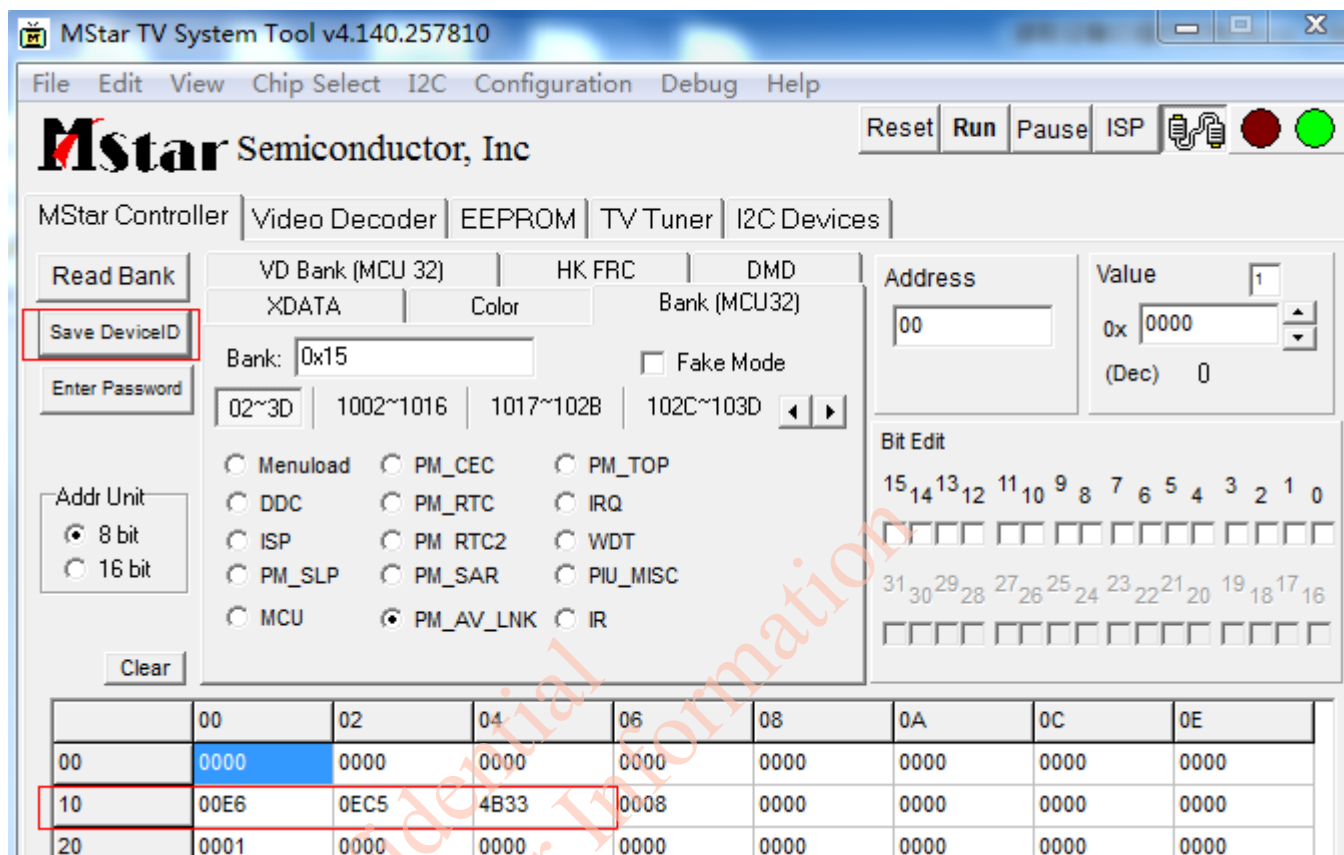 MStar TV System Tool v4.140.257810
File Edit View Chip Select I2C Configuration Debug Help
MStar Semiconductor, Inc
Reset Run Pause ISP
MStar Controller Video Decoder EEPROM TV Tuner I2C Devices
Read Bank
Save DeviceID
Enter Password
Addr Unit
8 bit
16 bit
Clear
VD Bank (MCU 32) HK FRC DMD
XDATA Color Bank (MCU32)
Bank: 0x15 Fake Mode
02~3D 1002~1016 1017~102B 102C~103D
Menuload PM_CEC PM_TOP
DDC PM_RTC IRQ
ISP PM RTC2 WDT
PM_SLP PM_SAR PIU_MISC
MCU PM_AV_LNK IR
Address
00
Value 1
0x 0000
(Dec) 0
Bit Edit
15 14 13 12 11 10 9 8 7 6 5 4 3 2 1 0
31 30 29 28 27 26 25 24 23 22 21 20 19 18 17 16
00 02 04 06 08 0A 0C 0E
00 0000 0000 0000 0000 0000 0000 0000 0000
10 00E6 0EC5 4B33 0008 0000 0000 0000 0000
20 0001 0000 0000 0000 0000 0000 0000 0000
Information